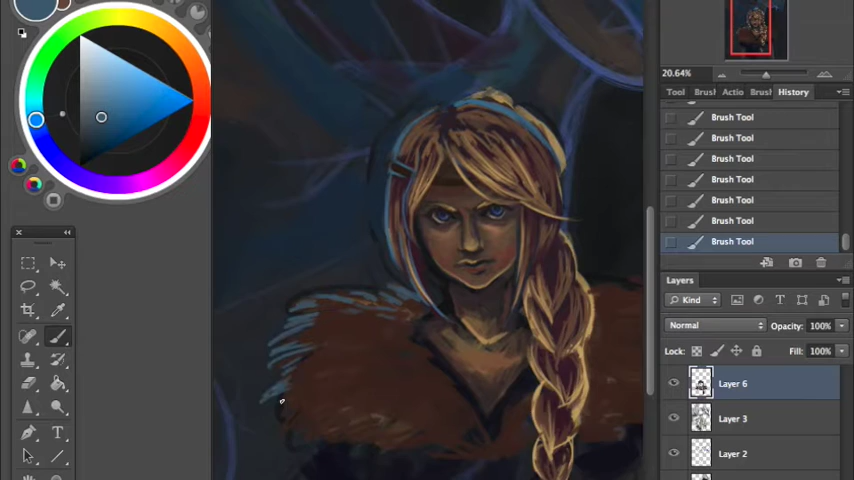 20.64%
Tool Brus Actio Brus History
Brush Tool
Brush Tool
Brush Tool
Brush Tool
Brush Tool
Brush Tool
Brush Tool
Layers
Kind
Normal Opacity: 100%
Lock: Fill: 100%
Layer 6
Layer 3
Layer 2